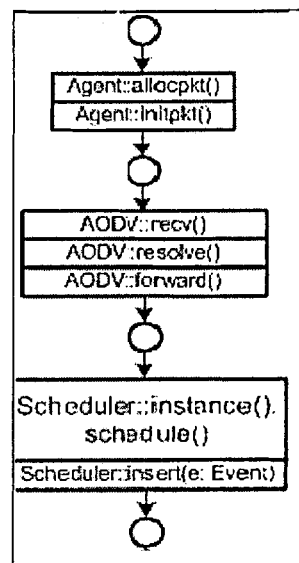 Agent::allocpkt()
Agent::initpkt()
AODV::recv()
AODV::resolve()
AODV::forward()
Scheduler::instance().
schedule()
Scheduler::insert(e: Event)